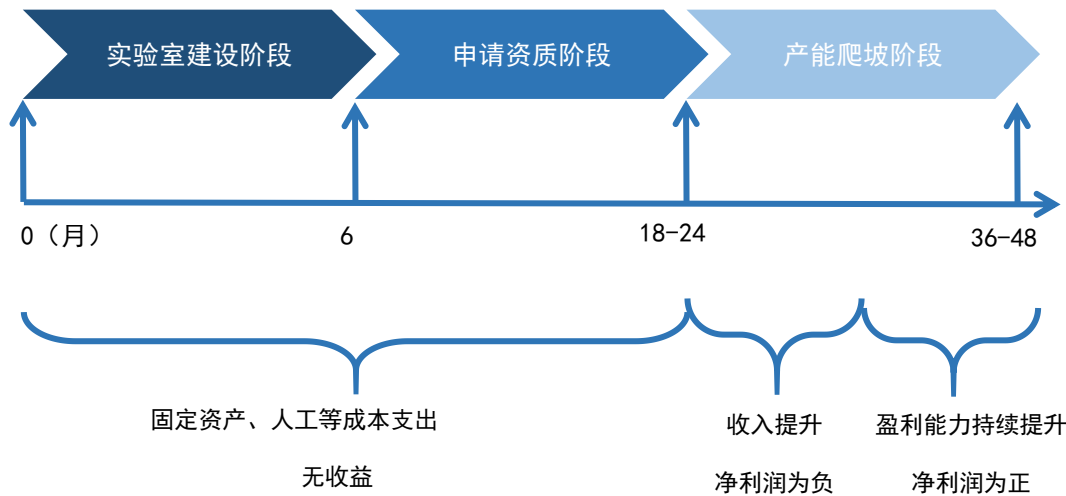 实验室建设阶段
申请资质阶段
产能爬坡阶段
0（月）
6
18-24
36-48
固定资产、人工等成本支出
无收益
收入提升
净利润为负
盈利能力持续提升
净利润为正